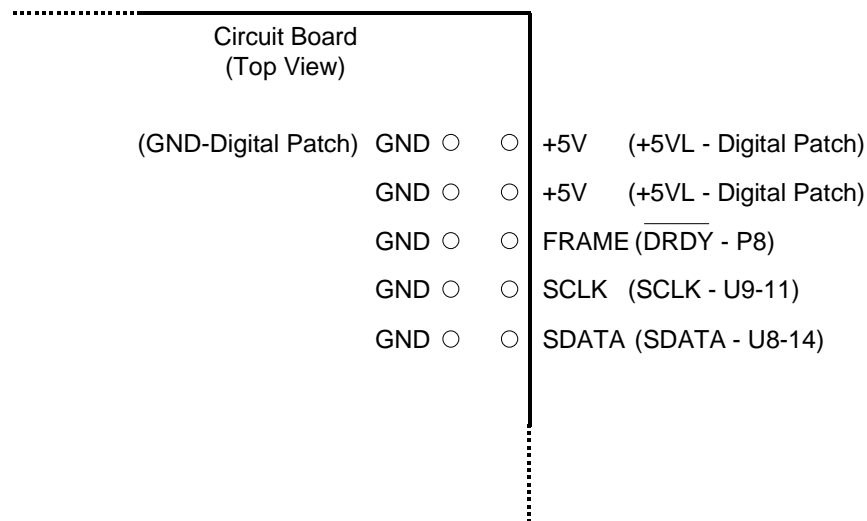 Circuit Board
(Top View)
(GND-Digital Patch) GND +5V (+5VL - Digital Patch)
GND +5V (+5VL - Digital Patch)
GND FRAME (D̅R̅D̅Y̅ - P8)
GND SCLK (SCLK - U9-11)
GND SDATA (SDATA - U8-14)